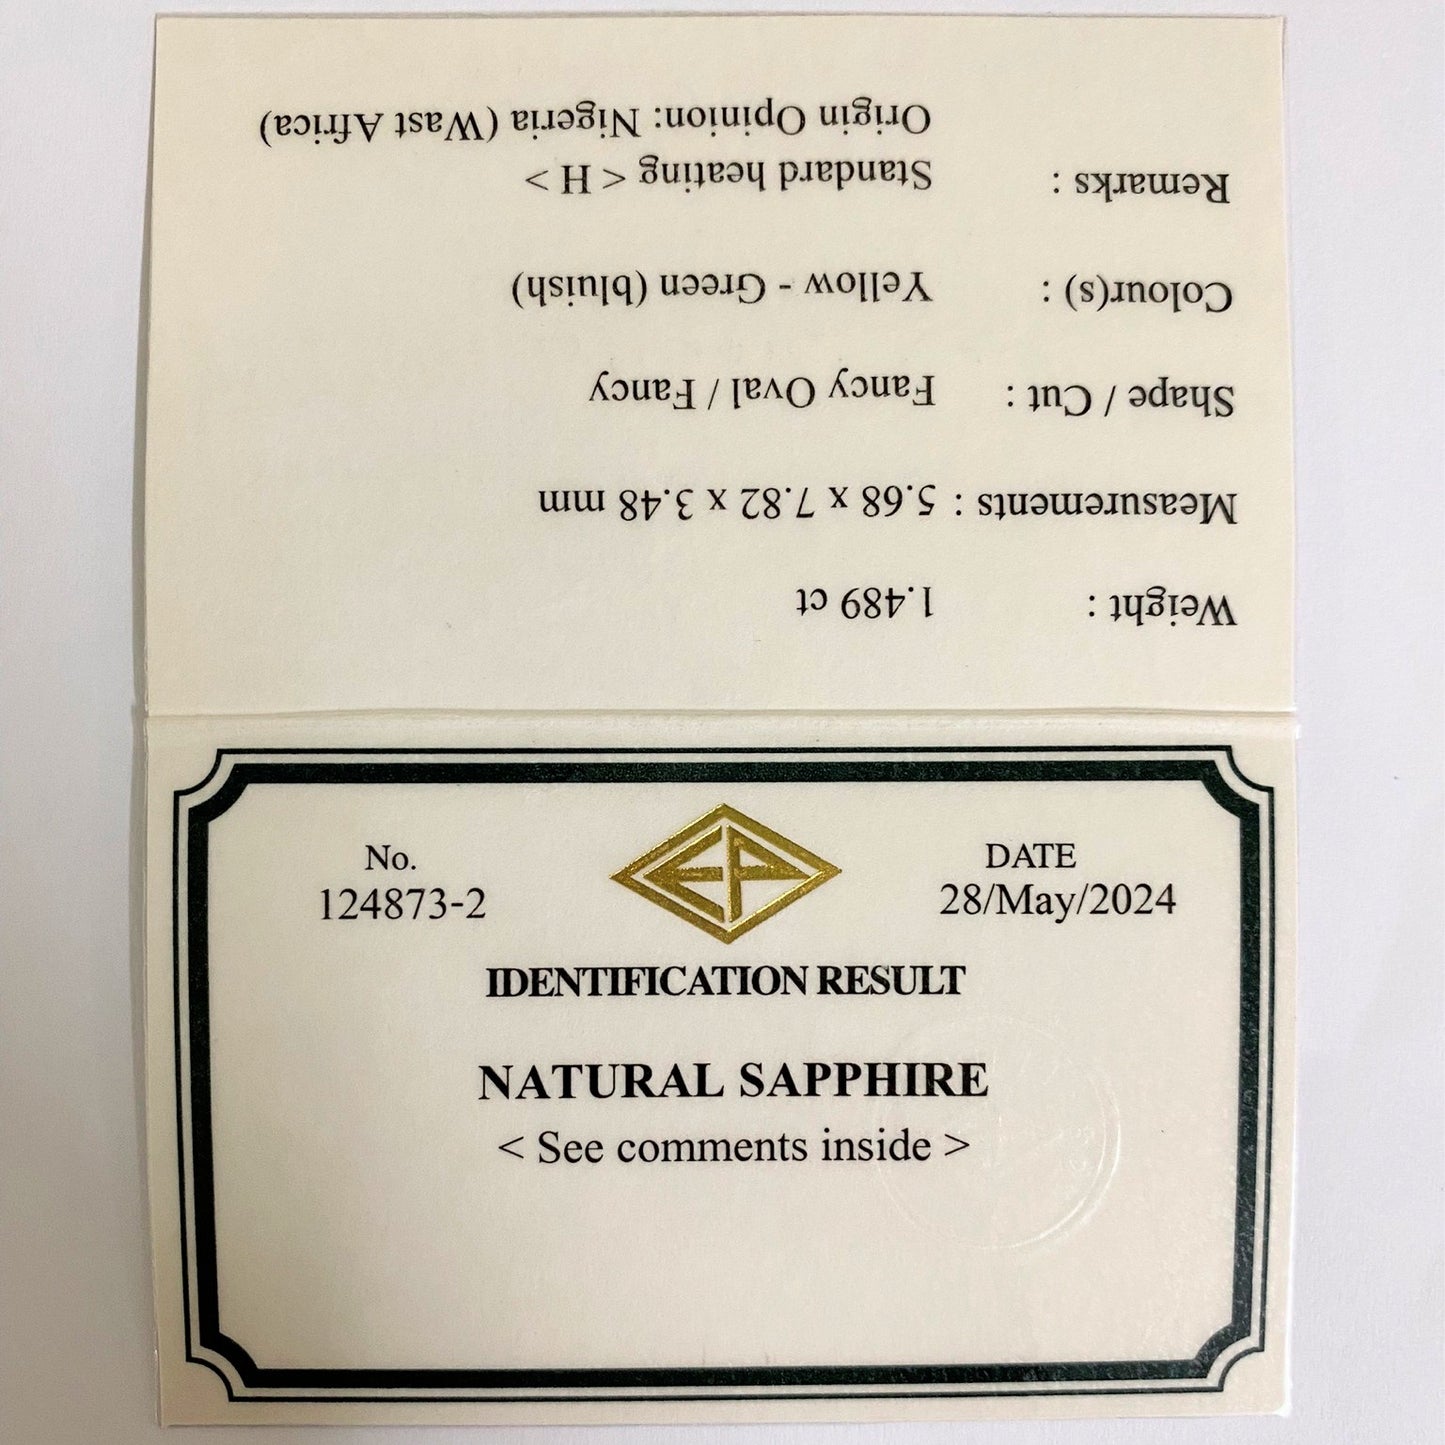 Weight : 1.489 ct
Measurements : 5.68 x 7.82 x 3.48 mm
Shape / Cut : Fancy Oval / Fancy
Colour(s) : Yellow - Green (bluish)
Remarks : Standard heating < H >
Origin Opinion: Nigeria (Wast Africa)
EP
No. DATE
124873-2 28/May/2024
IDENTIFICATION RESULT
NATURAL SAPPHIRE
< See comments inside >